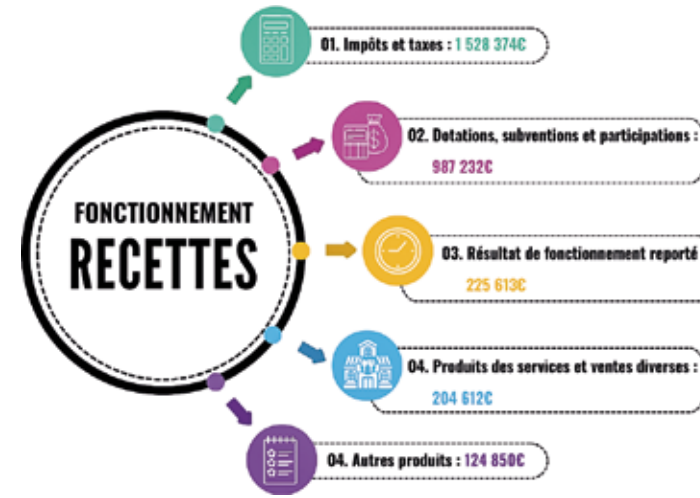 01. Impôts et taxes : 1 528 374€
02. Dotations, subventions et participations :
987 232€
FONCTIONNEMENT
RECETTES
03. Résultat de fonctionnement reporté
225 613€
04. Produits des services et ventes diverses :
204 612€
04. Autres produits : 124 850€